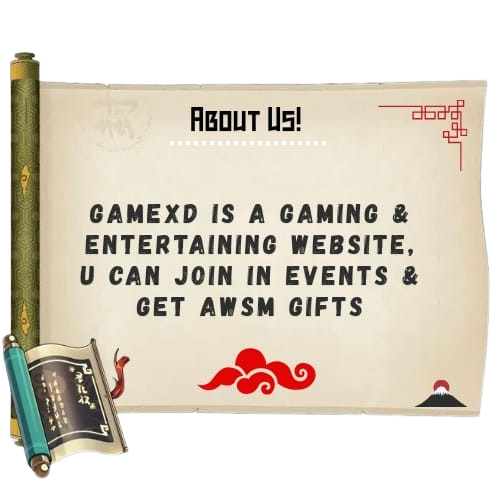 About Us!
GAMEXD IS A GAMING &
ENTERTAINING WEBSITE,
U CAN JOIN IN EVENTS &
GET AWSM GIFTS